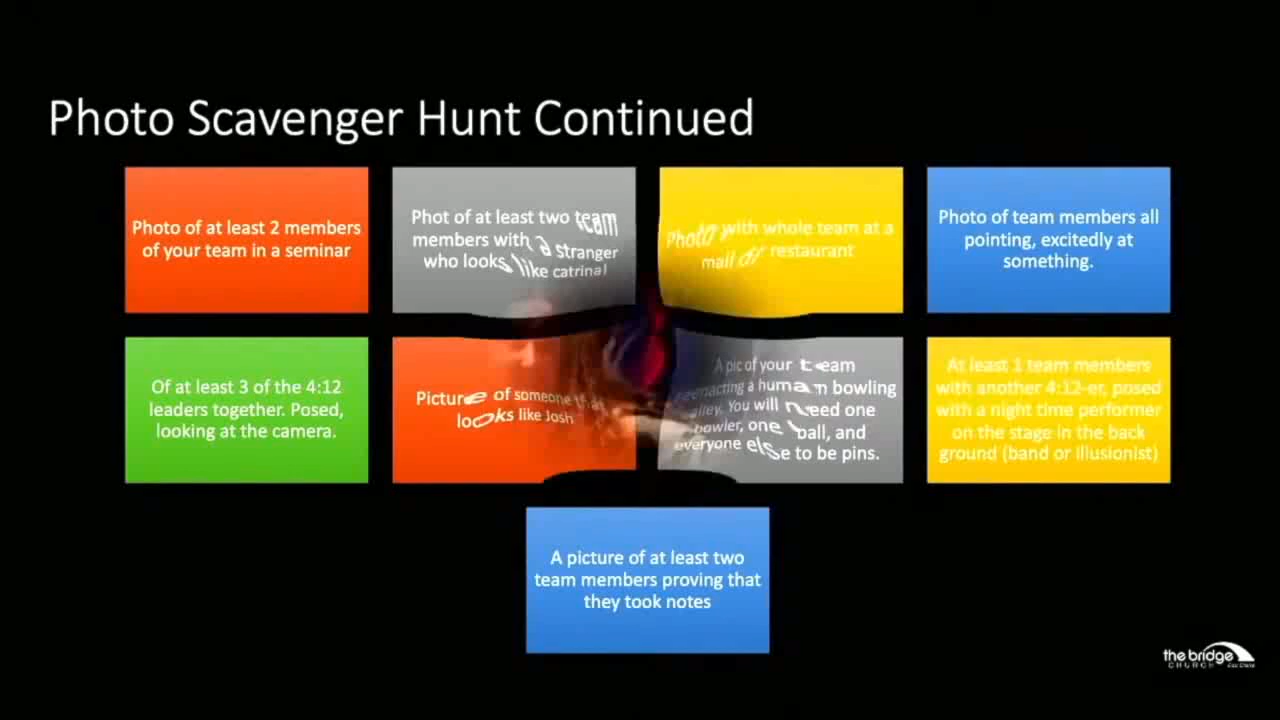 Photo Scavenger Hunt Continued
Photo of at least 2 members
of your team in a seminar
Phot of at least two team
members with a stranger
who looks like catrina!
Photo with whole team at a
mall or restaurant
Photo of team members all
pointing, excitedly at
something.
Of at least 3 of the 4:12
leaders together. Posed,
looking at the camera.
Picture of someone that
looks like Josh
A pic of your team
reenacting a human bowling
alley. You will need one
bowler, one ball, and
everyone else to be pins.
At least 1 team members
with another 4:12-er, posed
with a night time performer
on the stage in the back
ground (band or illusionist)
A picture of at least two
team members proving that
they took notes
the bridge
CHURCH